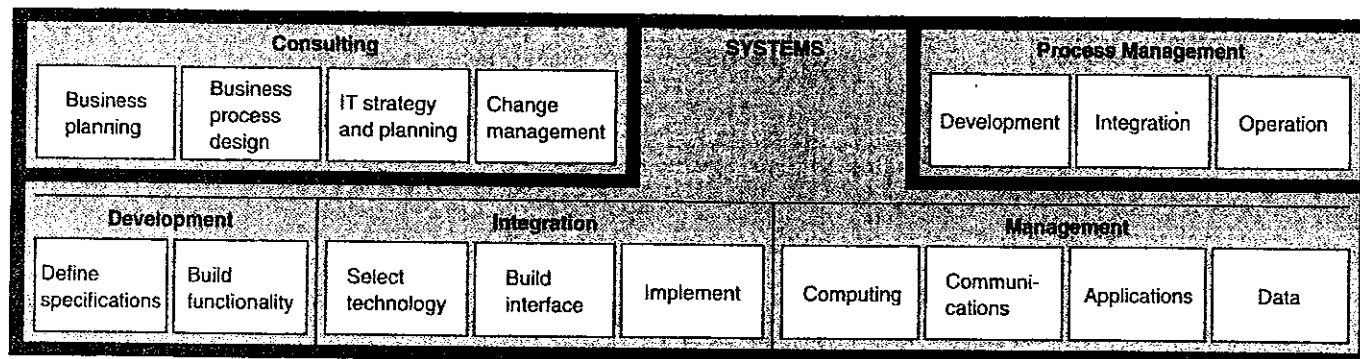 Consulting
Business
planning
Business
process
design
IT strategy
and planning
Change
management
SYSTEMS
Process Management
Development
Integration
Operation
Development
Define
specifications
Build
functionality
Integration
Select
technology
Build
interface
Implement
Management
Computing
Communi-
cations
Applications
Data